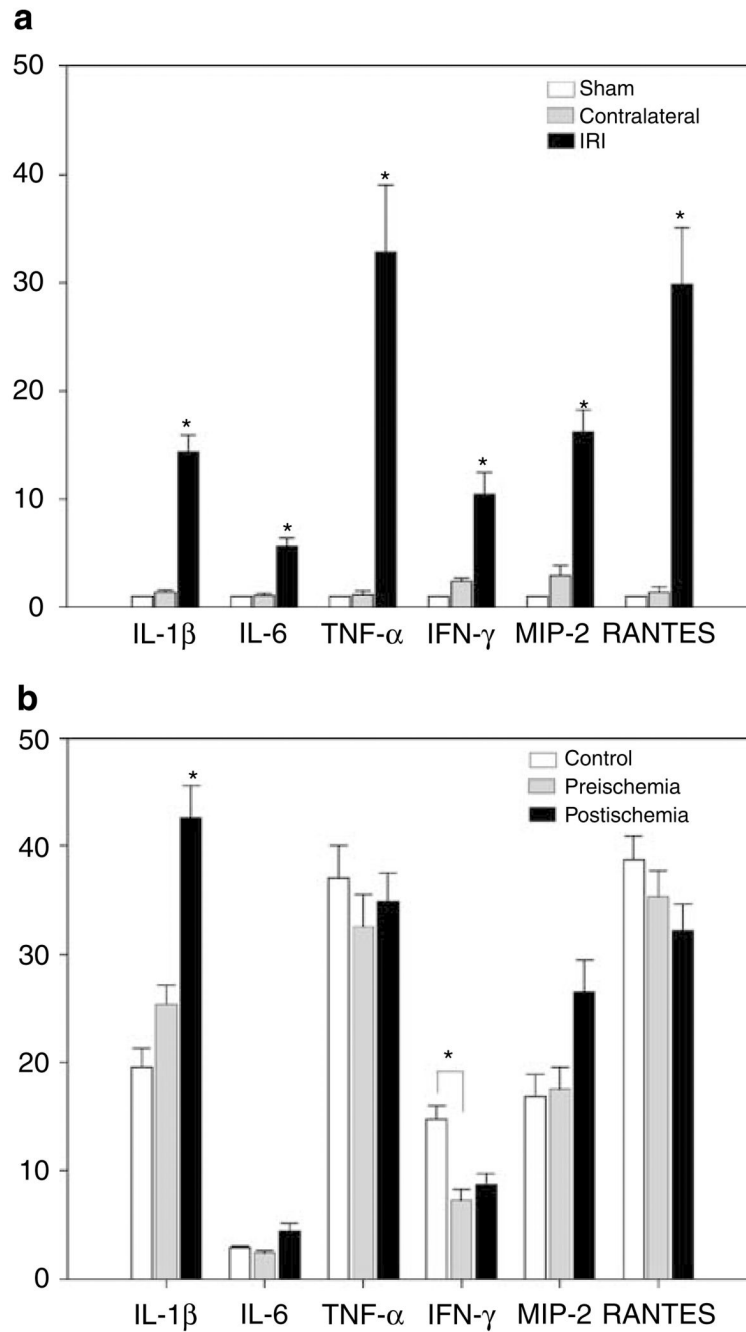 a
50
Sham
Contralateral
IRI
40
30
20
10
0
* * * * * *
IL-1β IL-6 TNF-α IFN-γ MIP-2 RANTES
b
50
Control
Preischemia
Postischemia
40
30
20
10
0
* *
IL-1β IL-6 TNF-α IFN-γ MIP-2 RANTES